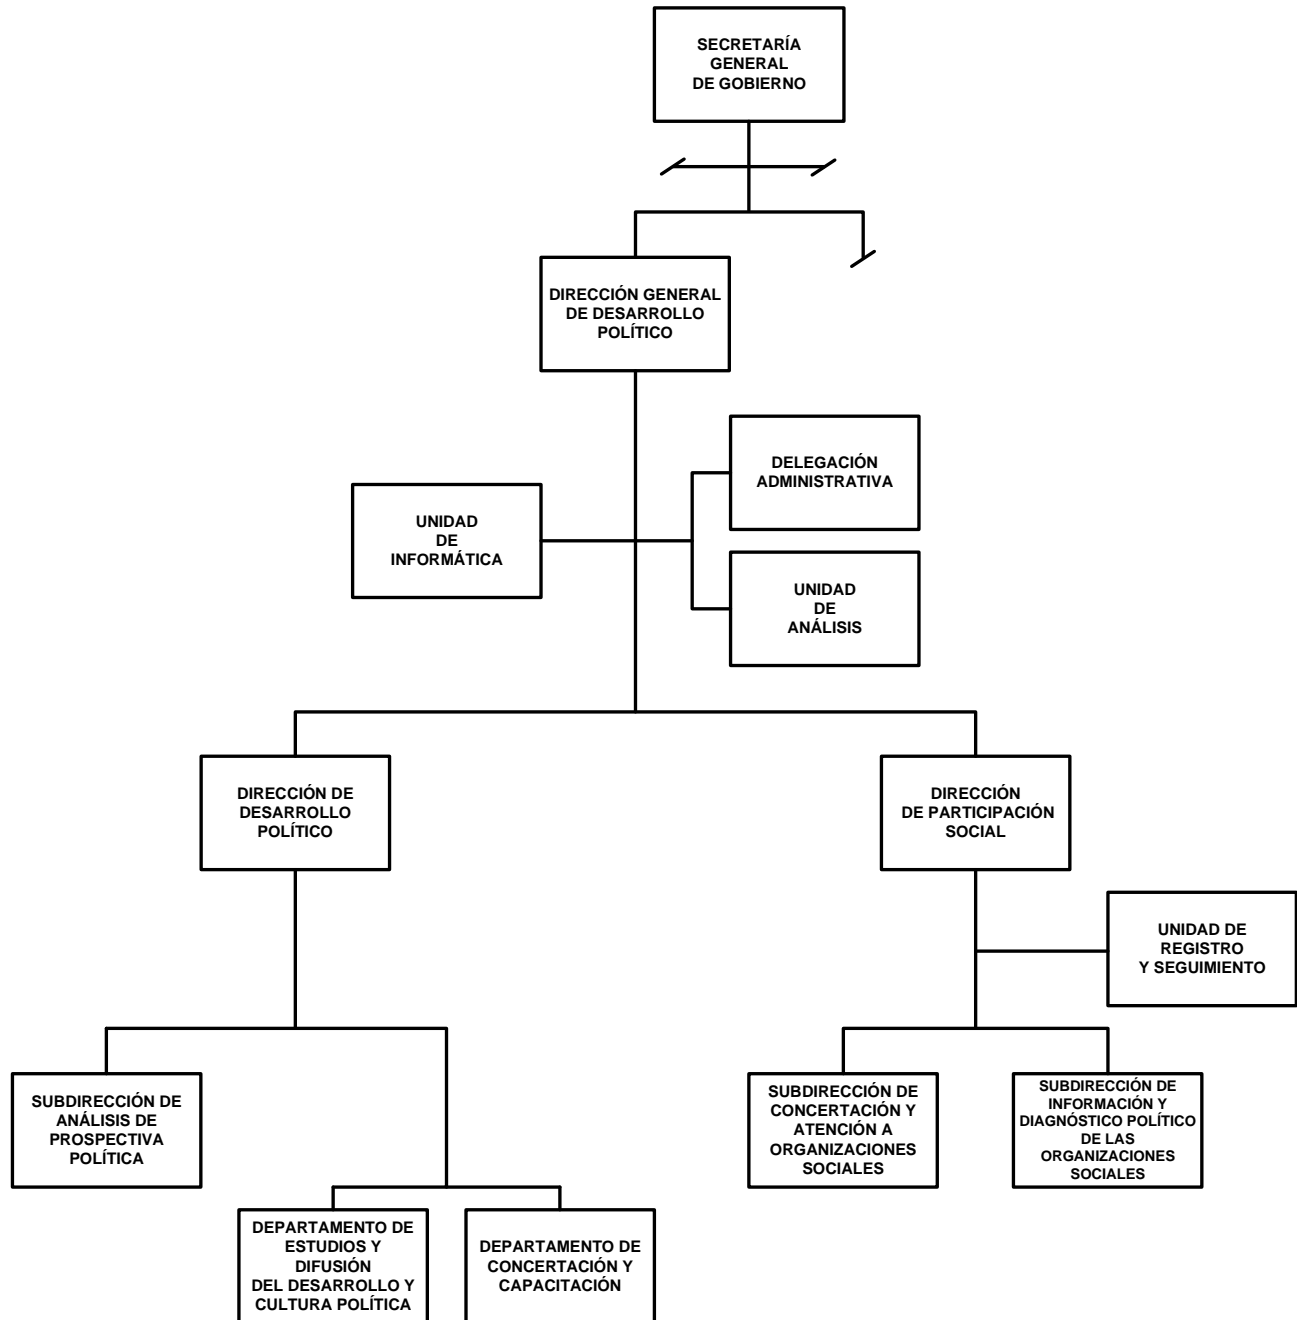 SECRETARÍA
GENERAL
DE GOBIERNO
DIRECCIÓN GENERAL
DE DESARROLLO
POLÍTICO
DELEGACIÓN
ADMINISTRATIVA
UNIDAD
DE
INFORMÁTICA
UNIDAD
DE
ANÁLISIS
DIRECCIÓN DE
DESARROLLO
POLÍTICO
DIRECCIÓN
DE PARTICIPACIÓN
SOCIAL
UNIDAD DE
REGISTRO
Y SEGUIMIENTO
SUBDIRECCIÓN DE
ANÁLISIS DE
PROSPECTIVA
POLÍTICA
SUBDIRECCIÓN DE
CONCERTACIÓN Y
ATENCIÓN A
ORGANIZACIONES
SOCIALES
SUBDIRECCIÓN DE
INFORMACIÓN Y
DIAGNÓSTICO POLÍTICO
DE LAS
ORGANIZACIONES
SOCIALES
DEPARTAMENTO DE
ESTUDIOS Y
DIFUSIÓN
DEL DESARROLLO Y
CULTURA POLÍTICA
DEPARTAMENTO DE
CONCERTACIÓN Y
CAPACITACIÓN